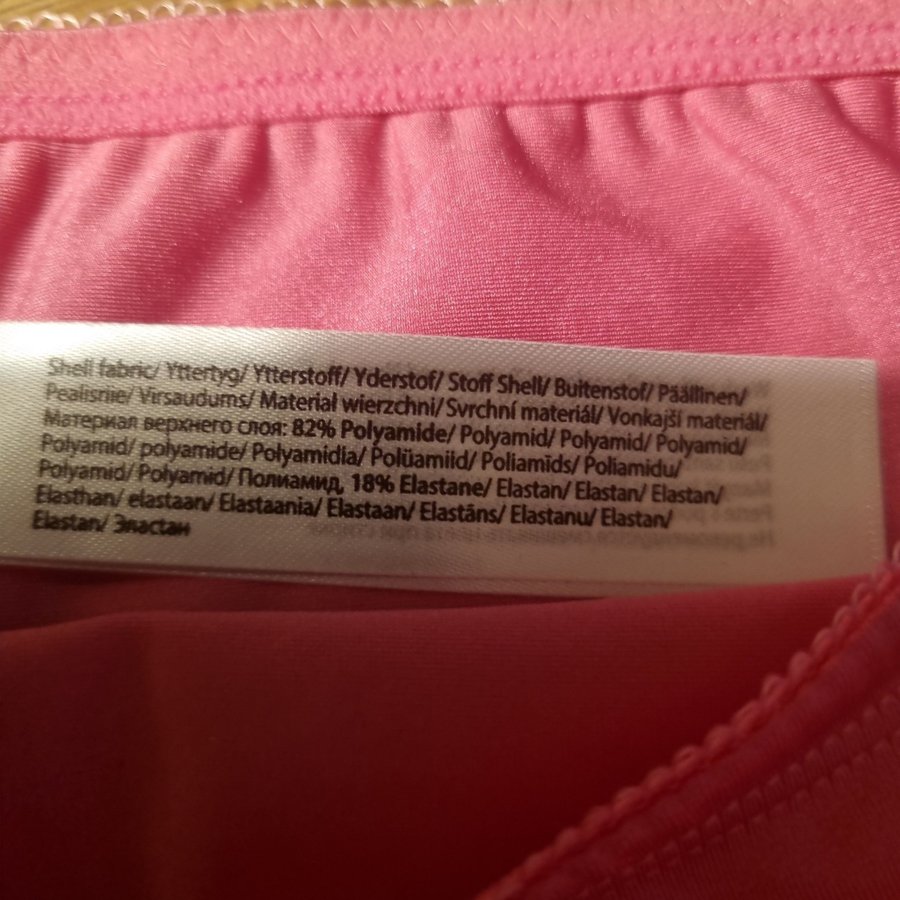 Shell fabric/ Yttertyg/ Ytterstoff/ Yderstof/ Stoff Shell/ Buitenstof/ Päällinen/
Pealisriie/ Virsaudums/ Materiał wierzchni/ Svrchní materiál/ Vonkajší materiál/
Материал верхнего слоя: 82% Polyamide/ Polyamid/ Polyamid/ Polyamid/
Polyamid/ polyamide/ Polyamidia/ Polüamiid/ Poliamīds/ Poliamidu/
Polyamid/ Polyamid/ Полиамид, 18% Elastane/ Elastan/ Elastan/ Elastan/
Elasthan/ elastaan/ Elastaania/ Elastaan/ Elastāns/ Elastanu/ Elastan/
Elastan/ Эластан